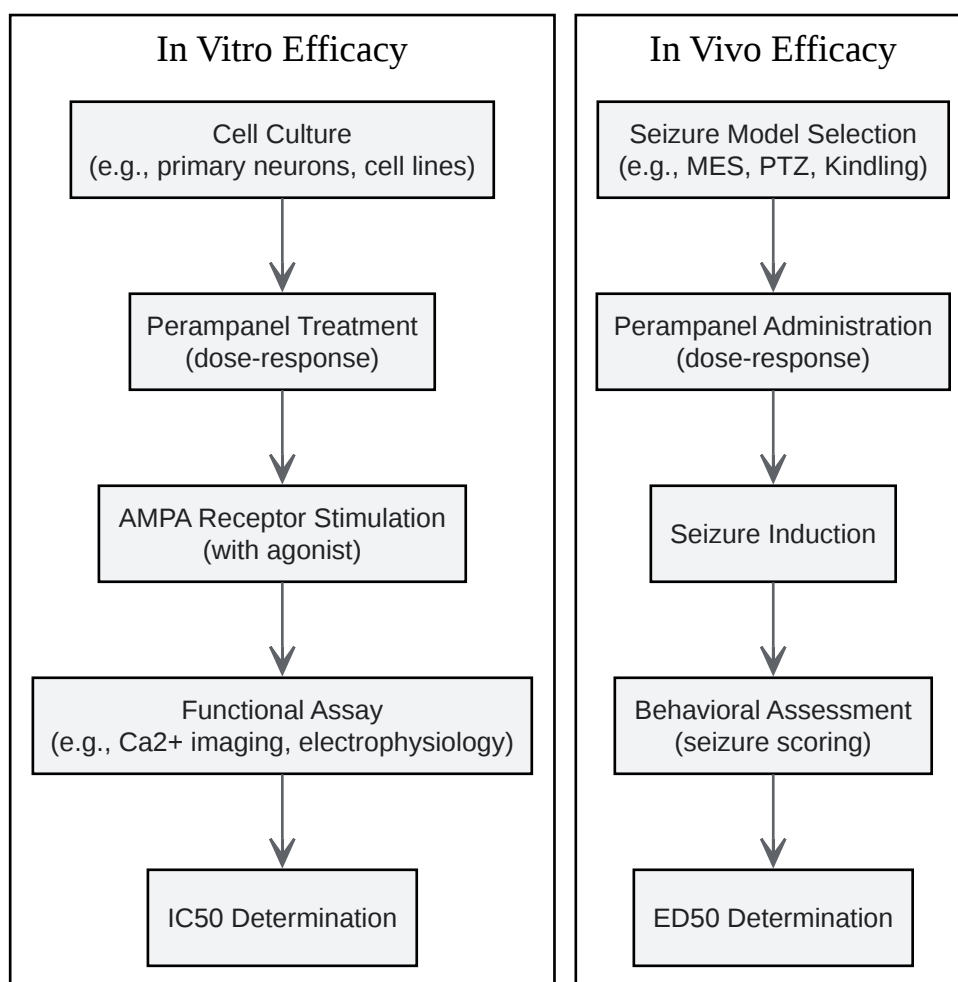 In Vitro Efficacy
Cell Culture
(e.g., primary neurons, cell lines)
Perampanel Treatment
(dose-response)
AMPA Receptor Stimulation
(with agonist)
Functional Assay
(e.g., Ca2+ imaging, electrophysiology)
IC50 Determination
In Vivo Efficacy
Seizure Model Selection
(e.g., MES, PTZ, Kindling)
Perampanel Administration
(dose-response)
Seizure Induction
Behavioral Assessment
(seizure scoring)
ED50 Determination